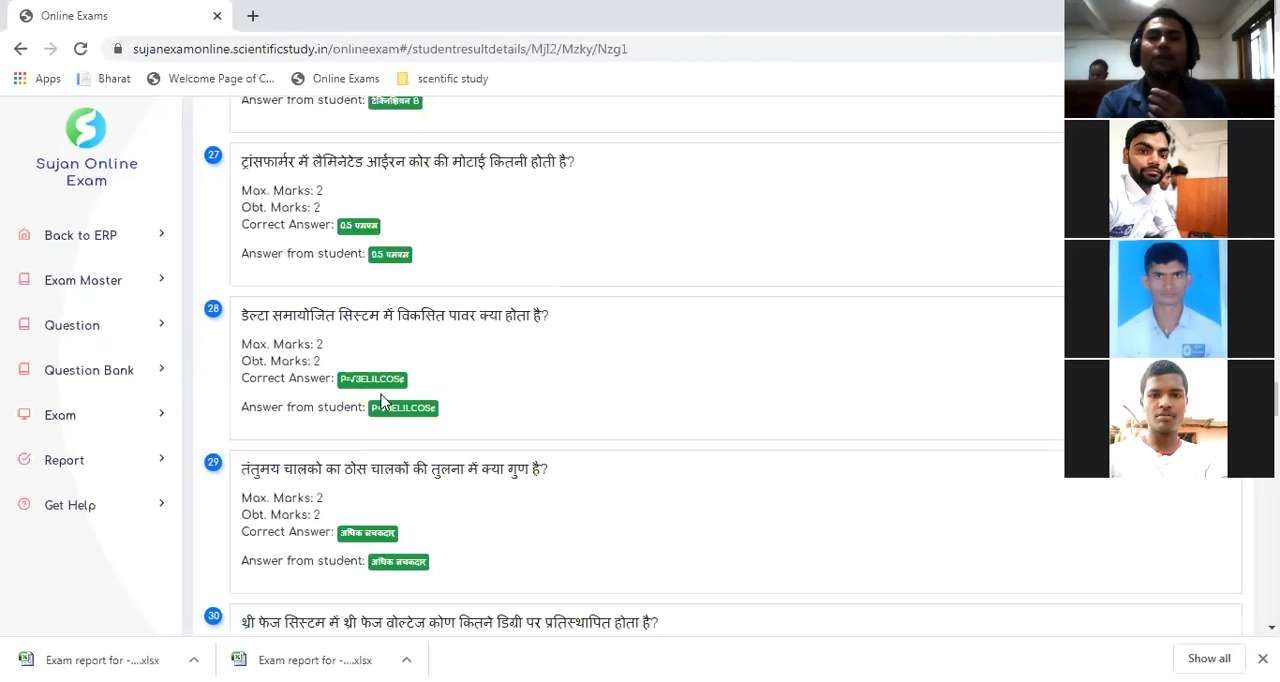 Online Exams
sujanexamonline.scientificstudy.in/onlineexam#/studentresultdetails/MjI2/Mzky/Nzg1
Apps Bharat Welcome Page of C... Online Exams scientific study
Sujan Online
Exam
Back to ERP
Exam Master
Question
Question Bank
Exam
Report
Get Help
Answer from student: टेक्निशियन B
27 ट्रांसफार्मर में लैमिनेटेड आईरन कोर की मोटाई कितनी होती है?
Max. Marks: 2
Obt. Marks: 2
Correct Answer: 0.5 एमएम
Answer from student: 0.5 एमएम
28 डेल्टा समायोजित सिस्टम में विकसित पावर क्या होता है?
Max. Marks: 2
Obt. Marks: 2
Correct Answer: P=√3ELILCOS¢
Answer from student:
29 तंतुमय चालको का ठोस चालकों की तुलना में क्या गुण है?
Max. Marks: 2
Obt. Marks: 2
Correct Answer: अधिक लचकदार
Answer from student: अधिक लचकदार
30 थ्री फेज सिस्टम में थ्री फेज वोल्टेज कोण कितने डिग्री पर प्रतिस्थापित होता है?
Exam report for -....xlsx Exam report for -....xlsx Show all